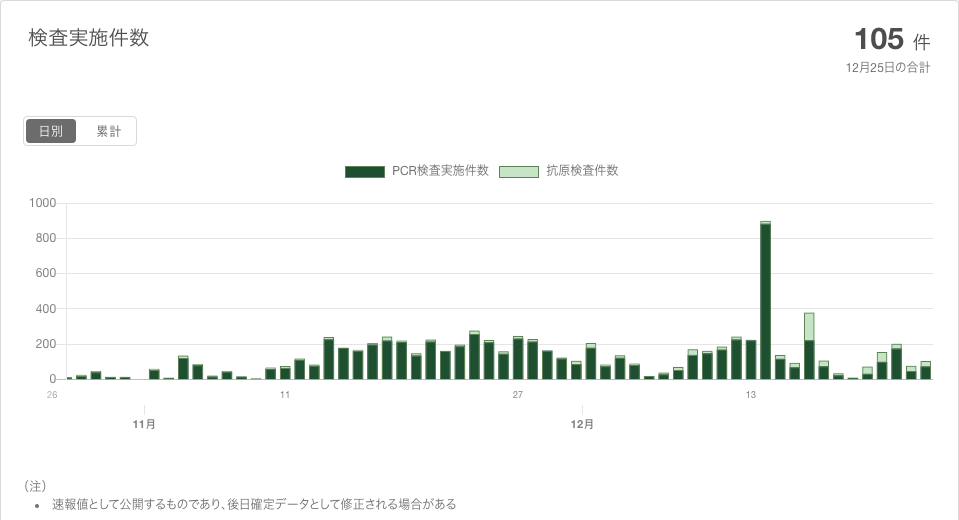 検査実施件数
105 件
12月25日の合計
日別 累計
PCR検査実施件数 抗原検査件数
1000
800
600
400
200
0
26 11 27 13
11月 12月
（注）
• 速報値として公開するものであり、後日確定データとして修正される場合がある